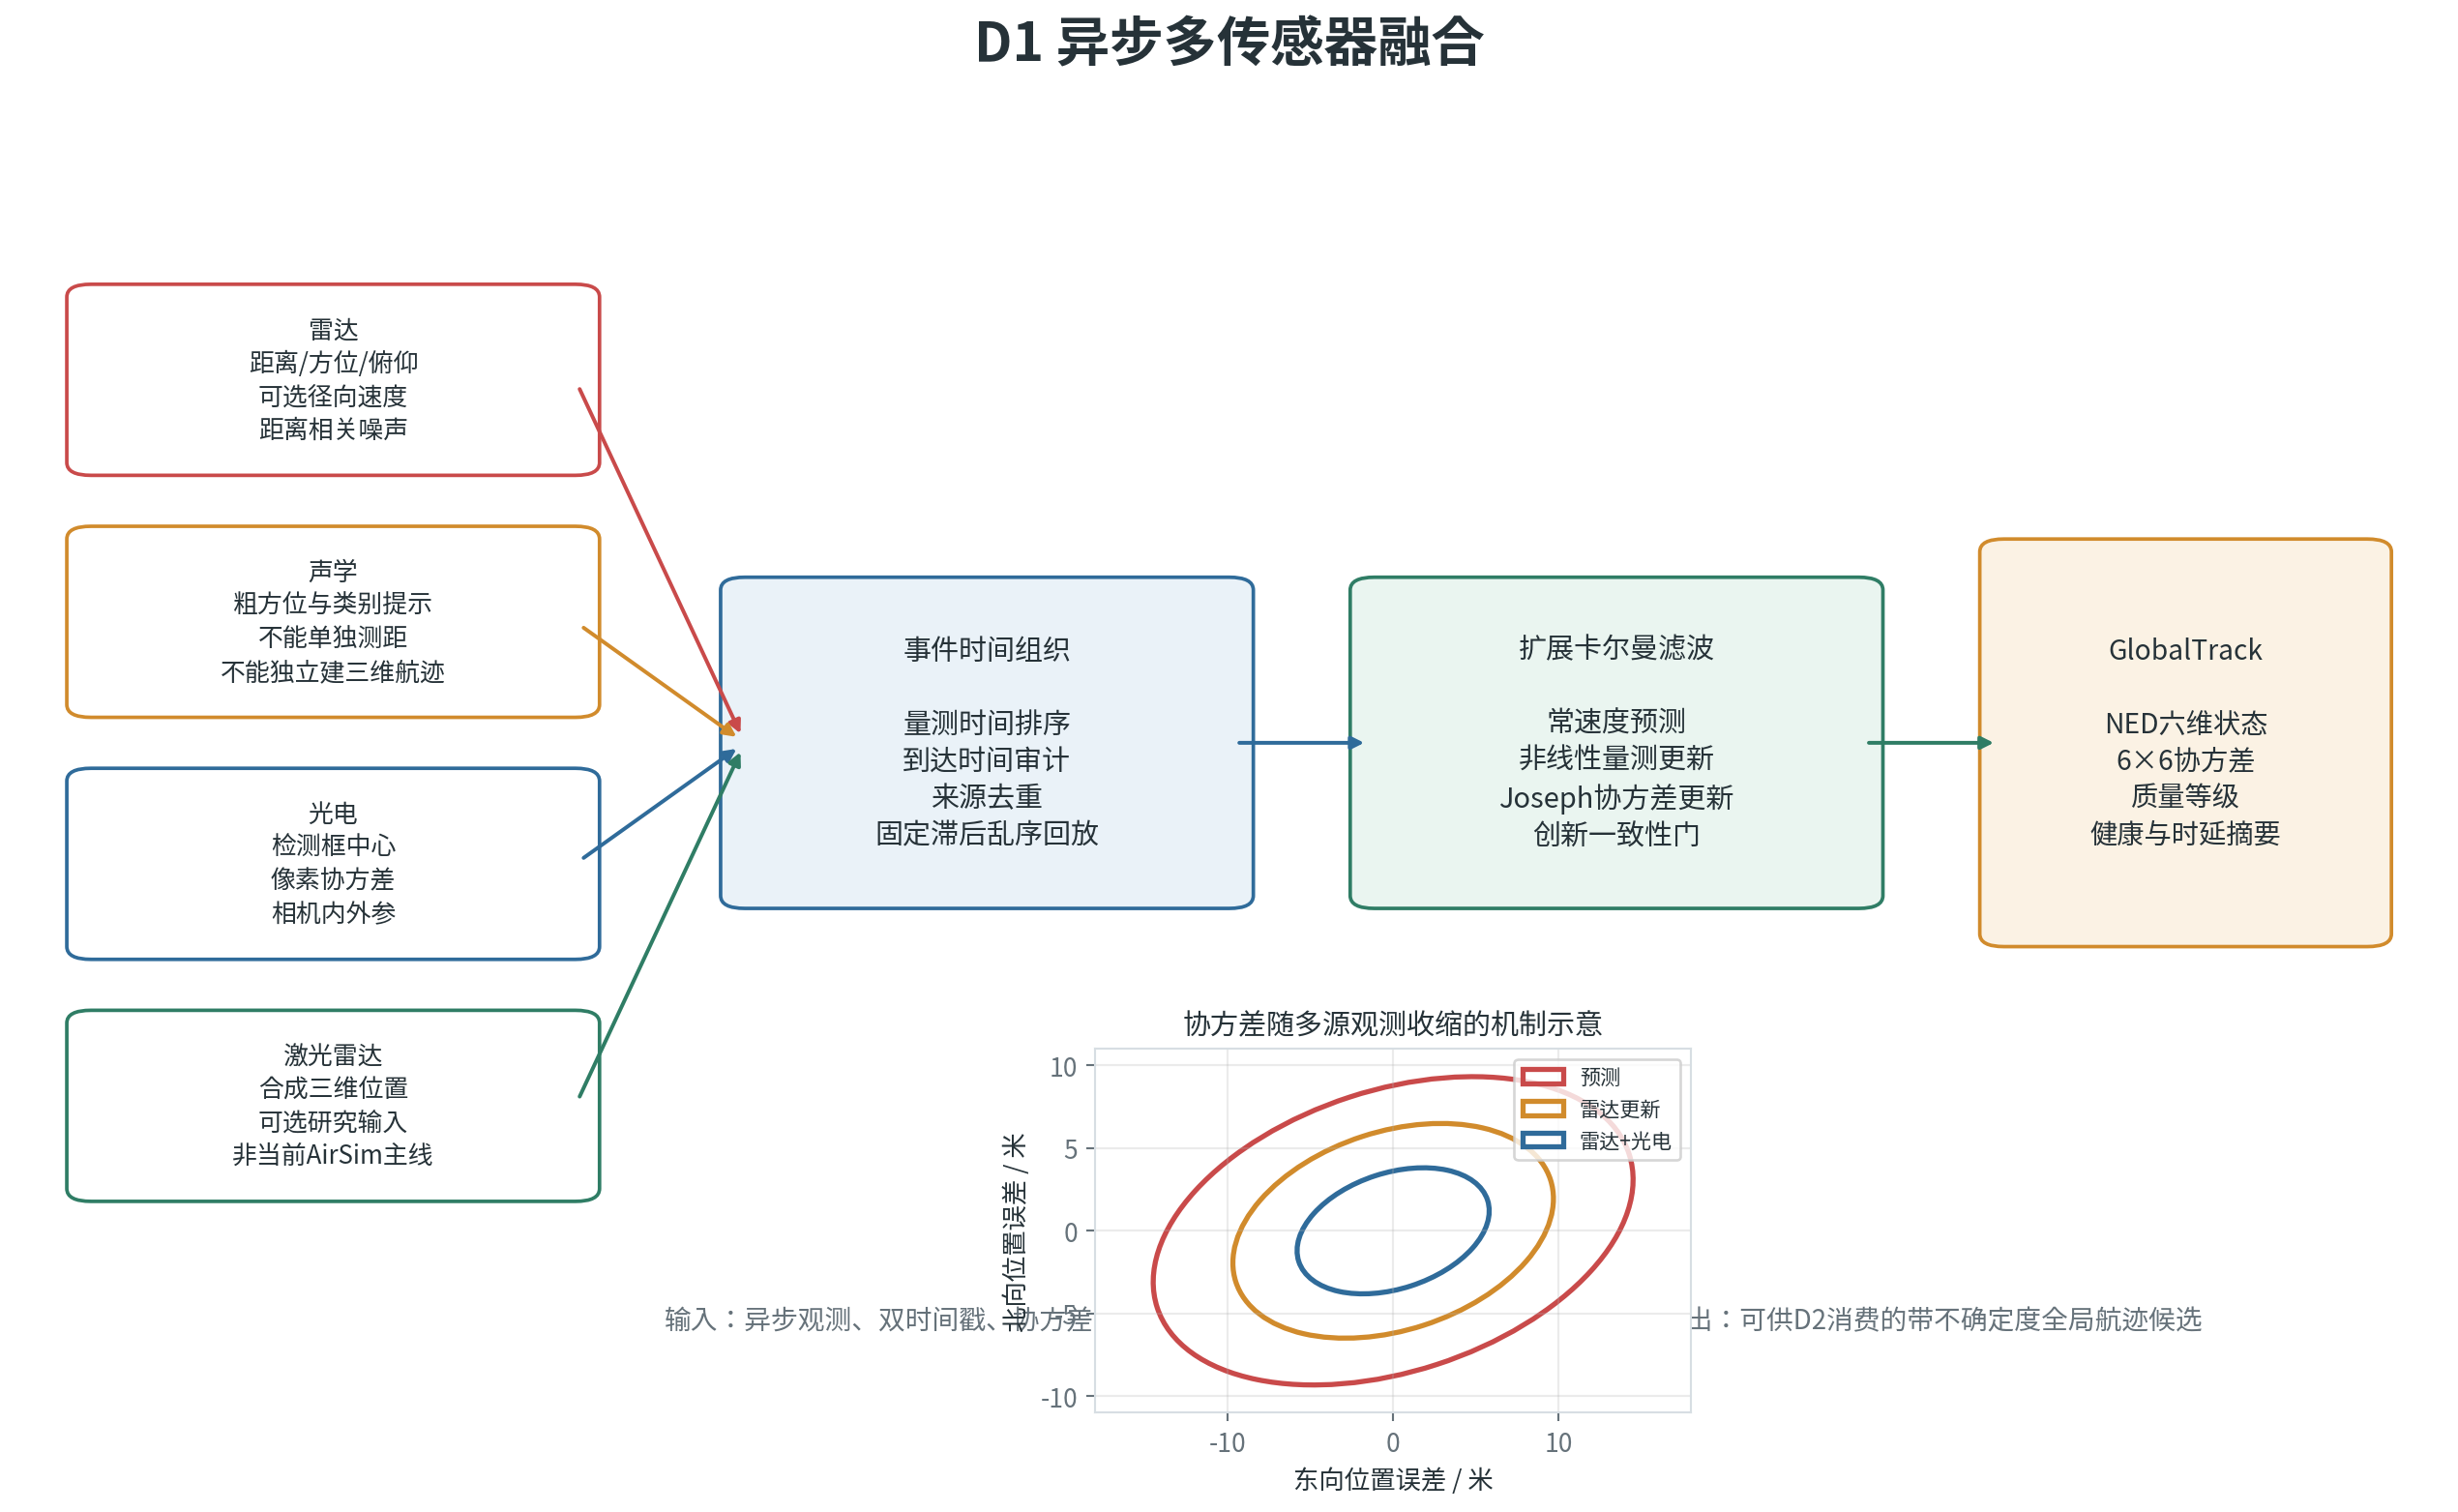 D1 异步多传感器融合
雷达
距离/方位/俯仰
可选径向速度
距离相关噪声
声学
粗方位与类别提示
不能单独测距
不能独立建三维航迹
光电
检测框中心
像素协方差
相机内外参
激光雷达
合成三维位置
可选研究输入
非当前AirSim主线
事件时间组织
量测时间排序
到达时间审计
来源去重
固定滞后乱序回放
扩展卡尔曼滤波
常速度预测
非线性量测更新
Joseph协方差更新
创新一致性门
GlobalTrack
NED六维状态
6×6协方差
质量等级
健康与时延摘要
协方差随多源观测收缩的机制示意
预测
雷达更新
雷达+光电
北向位置误差 / 米
10
5
0
-5
-10
-10
0
10
东向位置误差 / 米
输入：异步观测、双时间戳、协方差
出：可供D2消费的带不确定度全局航迹候选